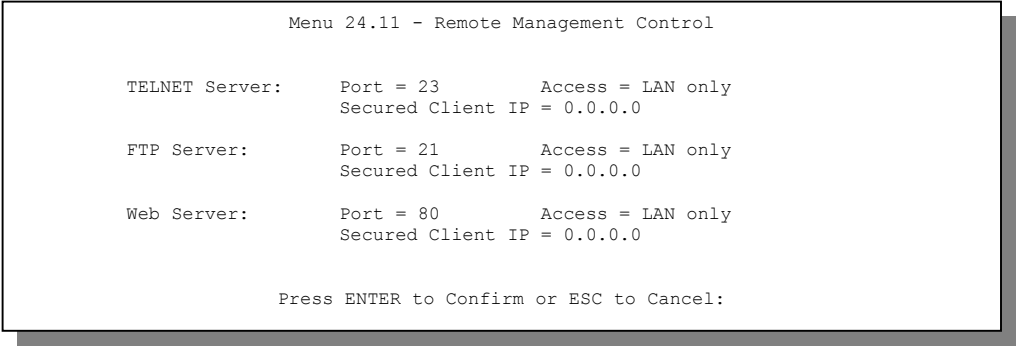 Menu 24.11 - Remote Management Control
TELNET Server: Port = 23 Access = LAN only
Secured Client IP = 0.0.0.0
FTP Server: Port = 21 Access = LAN only
Secured Client IP = 0.0.0.0
Web Server: Port = 80 Access = LAN only
Secured Client IP = 0.0.0.0
Press ENTER to Confirm or ESC to Cancel: